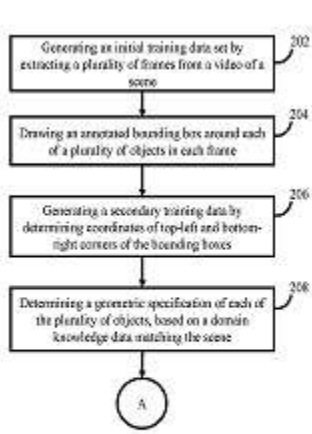 202
Generating an initial training data set by
extracting a plurality of frames from a video of a
scene
204
Drawing an annotated bounding box around each
of a plurality of objects in each frame
206
Generating a secondary training data by
determining coordinates of top-left and bottom-
right corners of the bounding boxes
208
Determining a geometric specification of each of
the plurality of objects, based on a domain
knowledge data matching the scene
A